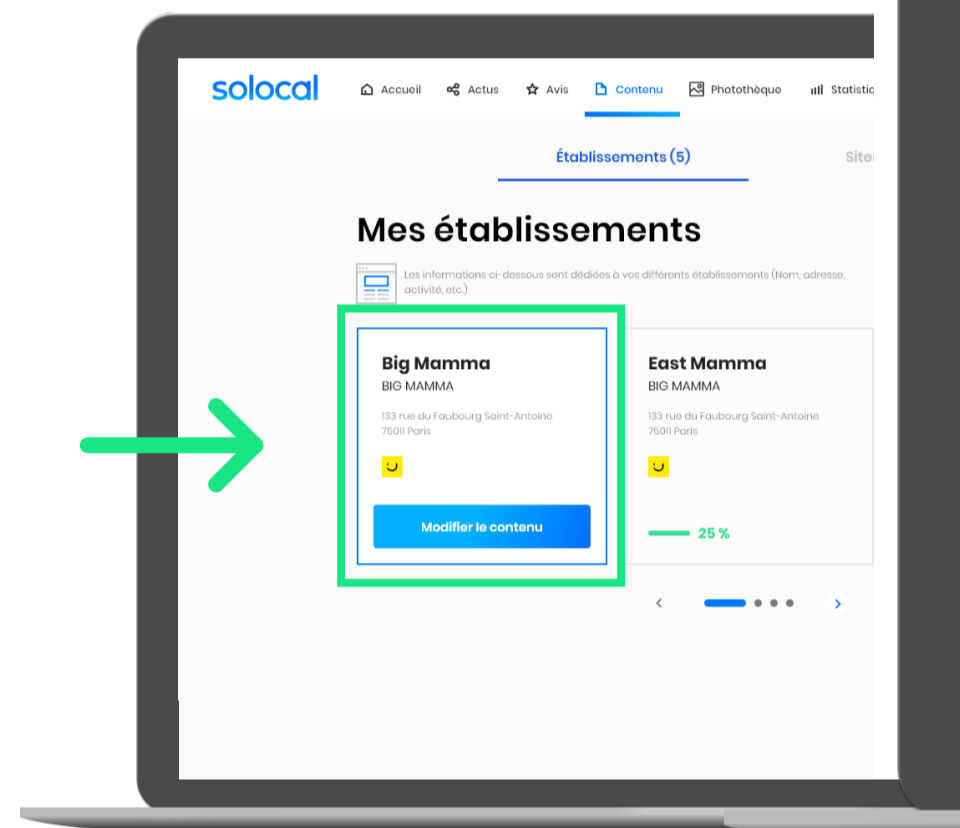 solocal
Accueil Actus Avis Contenu Photothèque
Établissements (5)
Mes établissements
Les informations ci-dessous sont dédiées à vos différents établissements (Nom, adresse,
activité, etc.)
Big Mamma
BIG MAMMA
133 rue du Faubourg Saint-Antoine
75011 Paris
Modifier le contenu
East Mamma
BIG MAMMA
133 rue du Faubourg Saint-Antoine
75011 Paris
25 %